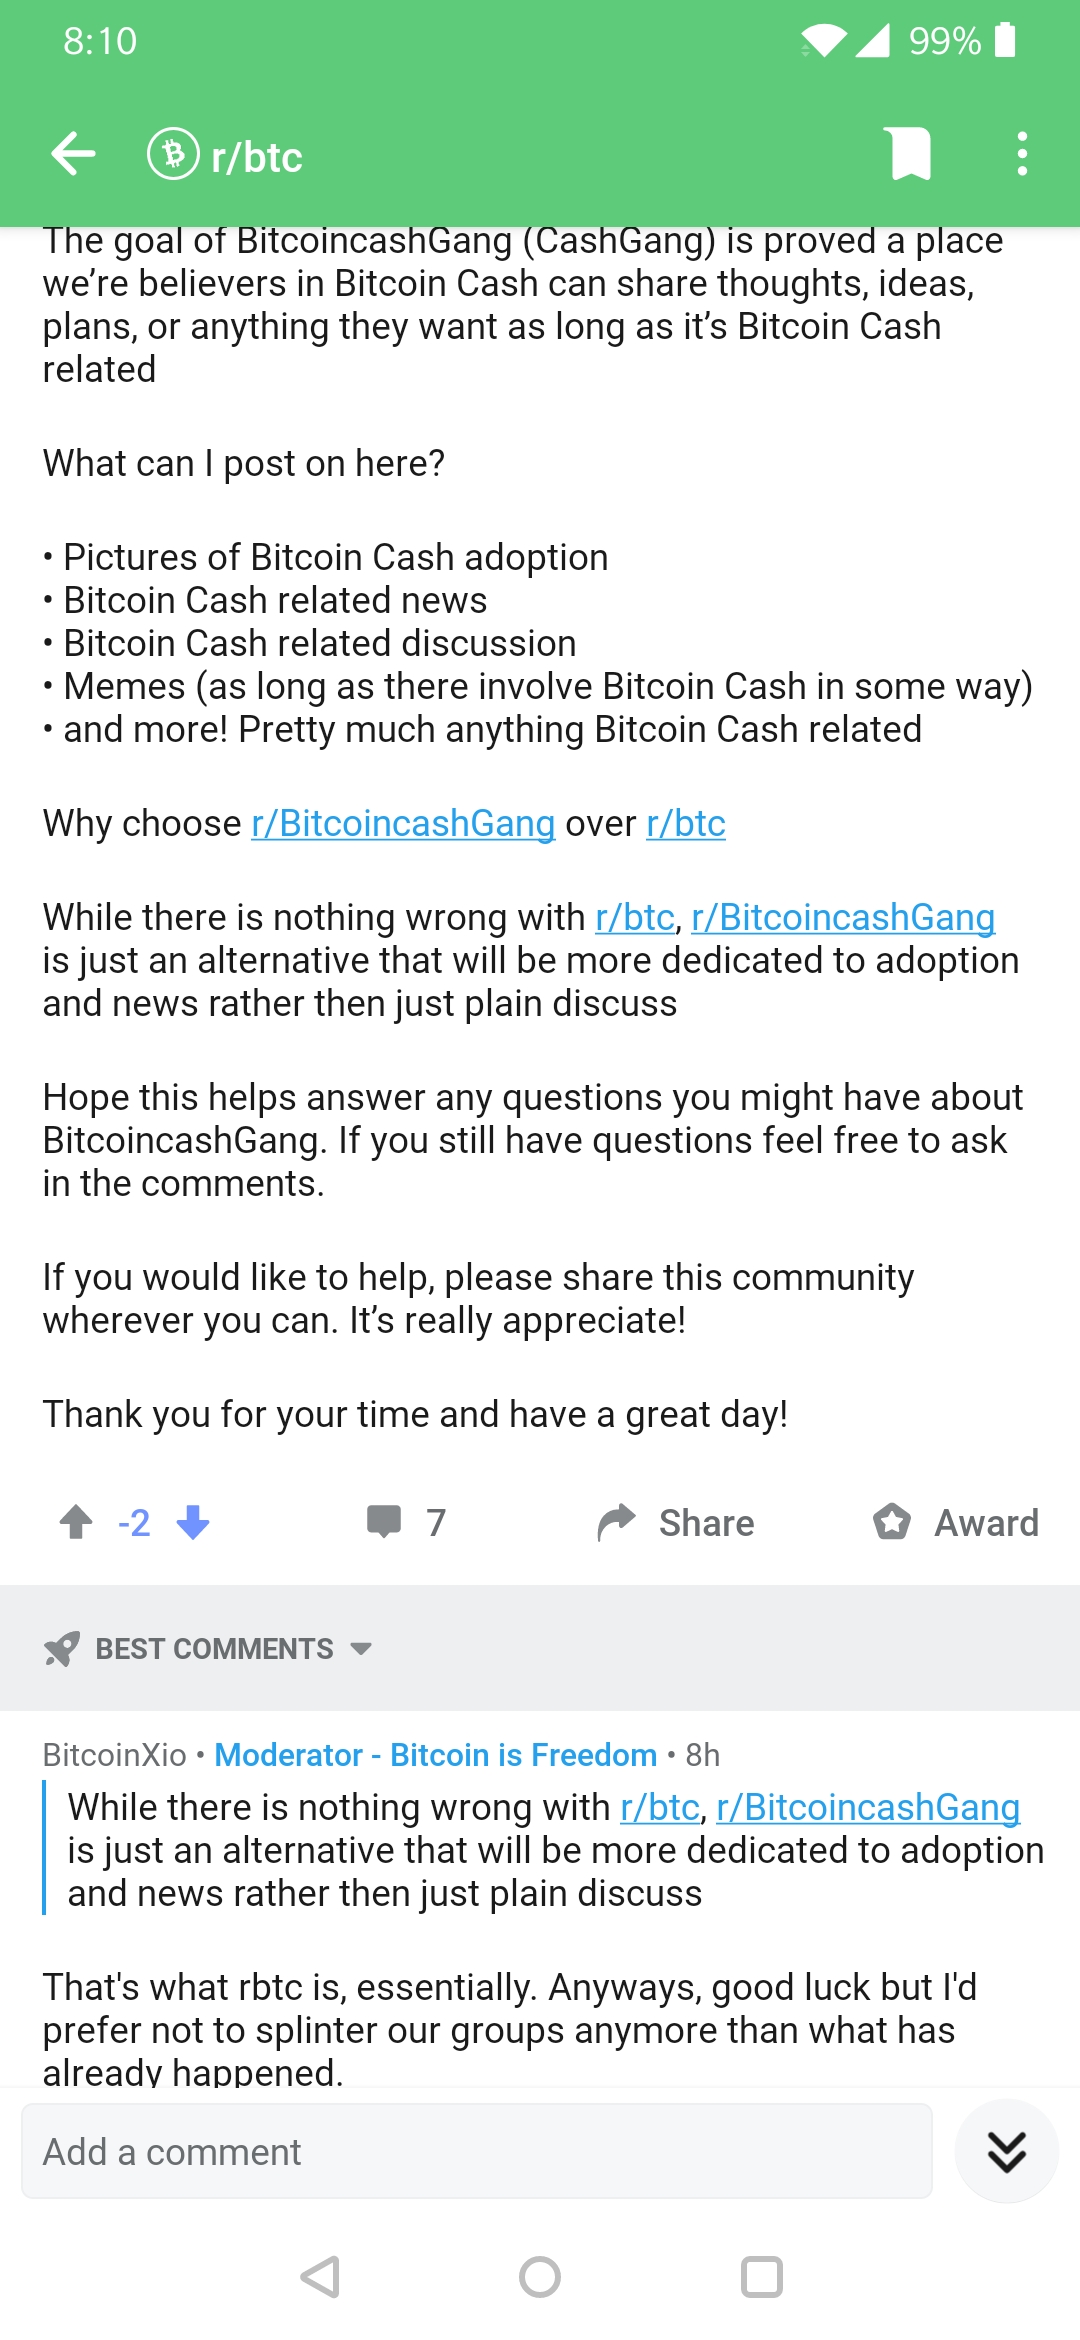 8:10
99%
r/btc
The goal of BitcoincashGang (CashGang) is proved a place
we’re believers in Bitcoin Cash can share thoughts, ideas,
plans, or anything they want as long as it’s Bitcoin Cash
related
What can I post on here?
• Pictures of Bitcoin Cash adoption
• Bitcoin Cash related news
• Bitcoin Cash related discussion
• Memes (as long as there involve Bitcoin Cash in some way)
• and more! Pretty much anything Bitcoin Cash related
Why choose r/BitcoincashGang over r/btc
While there is nothing wrong with r/btc, r/BitcoincashGang
is just an alternative that will be more dedicated to adoption
and news rather then just plain discuss
Hope this helps answer any questions you might have about
BitcoincashGang. If you still have questions feel free to ask
in the comments.
If you would like to help, please share this community
wherever you can. It’s really appreciate!
Thank you for your time and have a great day!
-2 7 Share Award
BEST COMMENTS
BitcoinXio • Moderator - Bitcoin is Freedom • 8h
While there is nothing wrong with r/btc, r/BitcoincashGang
is just an alternative that will be more dedicated to adoption
and news rather then just plain discuss
That's what rbtc is, essentially. Anyways, good luck but I'd
prefer not to splinter our groups anymore than what has
already happened.
Add a comment